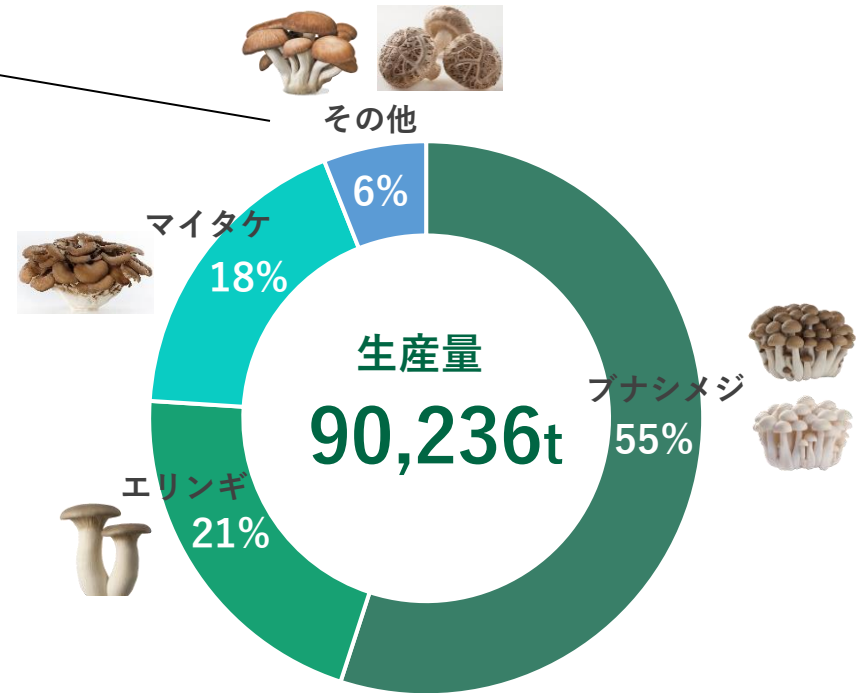 その他
6%
マイタケ
18%
生産量
90,236t
ブナシメジ
55%
エリンギ
21%